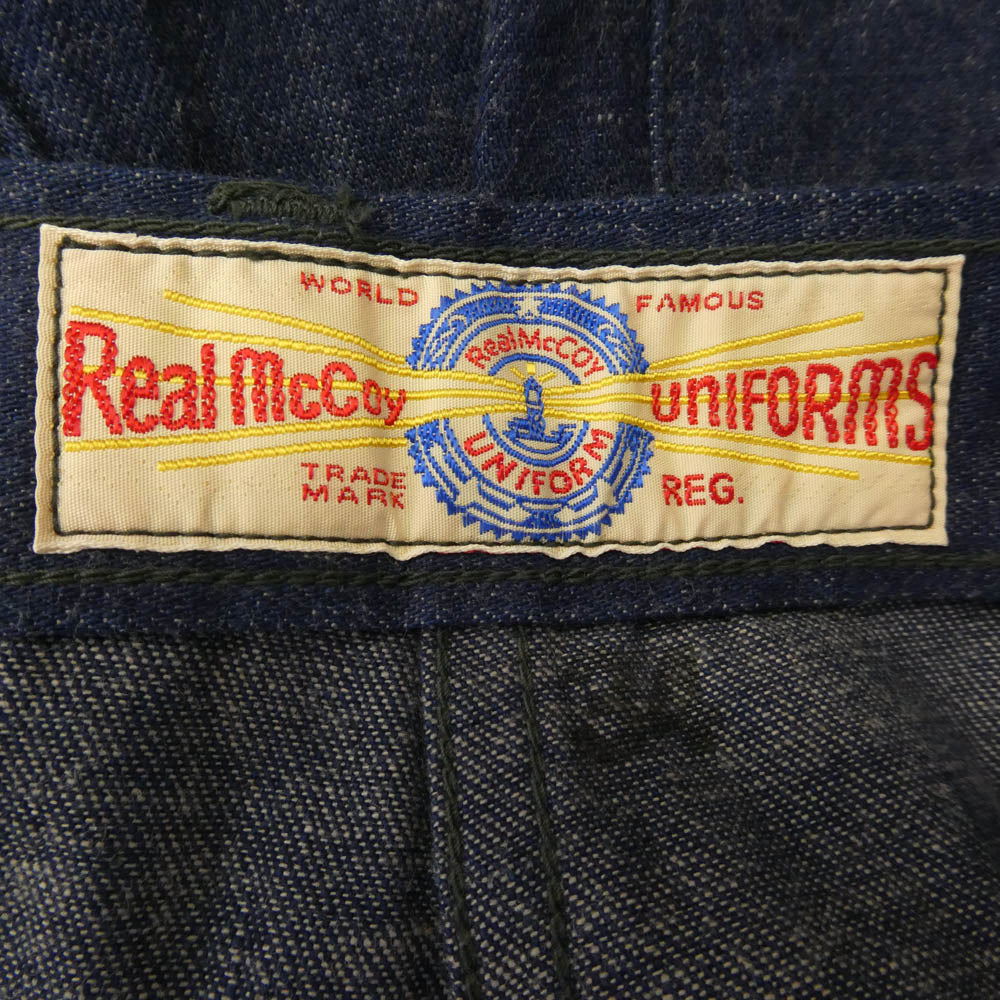 WORLD FAMOUS
Real McCoy UNIFORMS
Real McCOY
UNIFORM
TRADE MARK
REG.